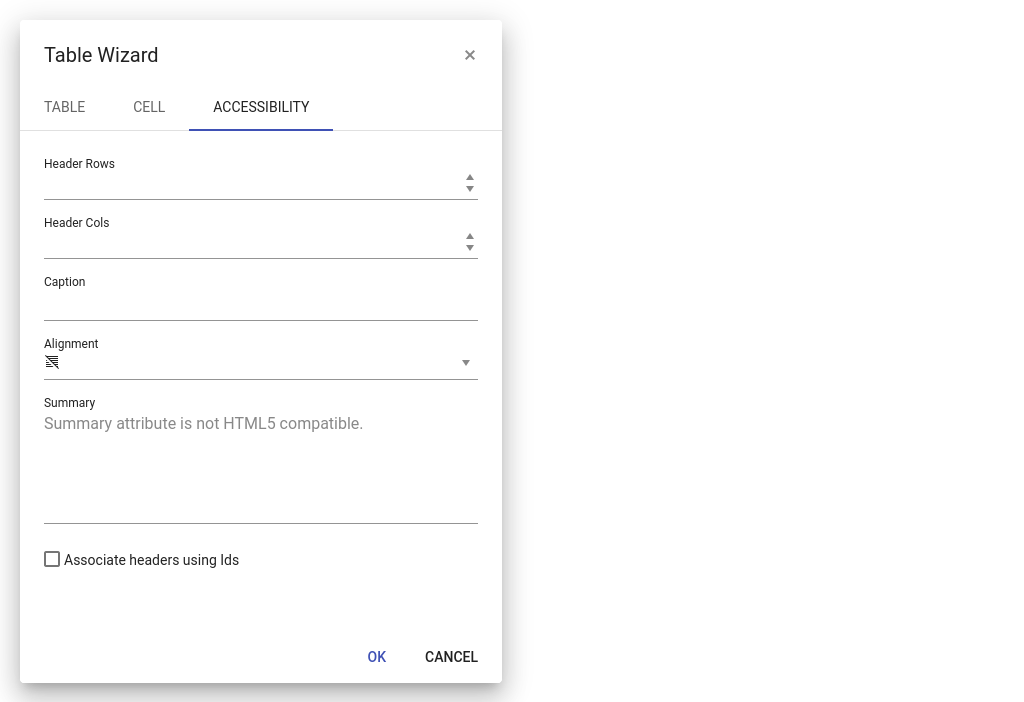 Table Wizard
TABLE CELL ACCESSIBILITY
Header Rows
Header Cols
Caption
Alignment
Summary
Summary attribute is not HTML5 compatible.
Associate headers using Ids
OK CANCEL